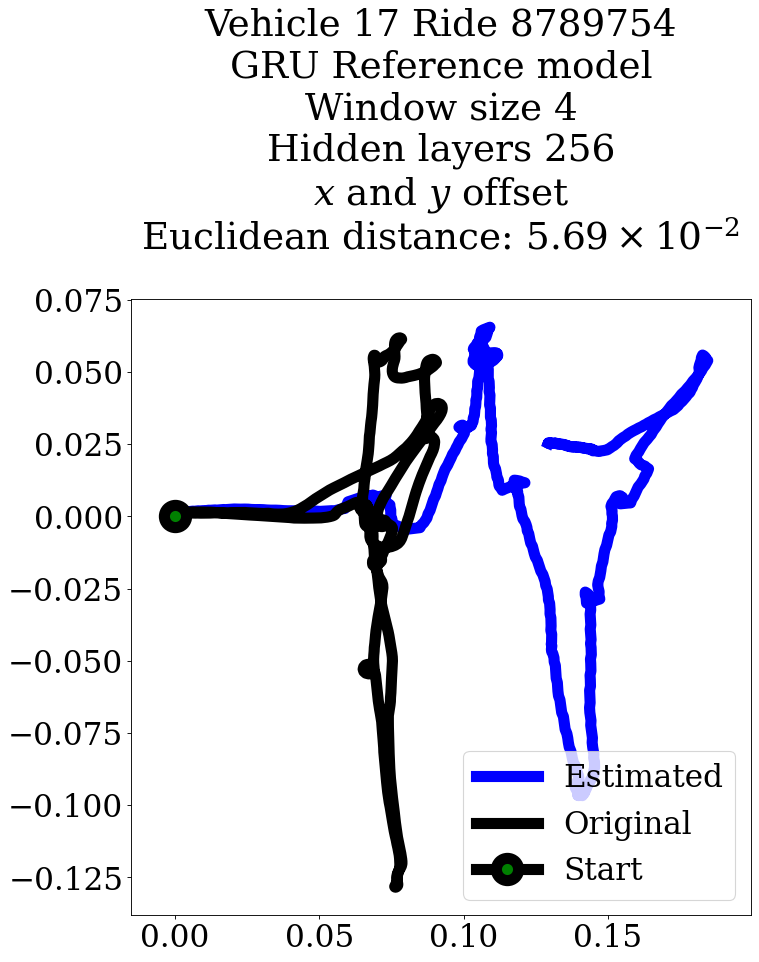 Vehicle 17 Ride 8789754
GRU Reference model
Window size 4
Hidden layers 256
x and y offset
Euclidean distance: 5.69 × 10⁻²
0.075
0.050
0.025
0.000
−0.025
−0.050
−0.075
−0.100
−0.125
Estimated
Original
Start
0.00 0.05 0.10 0.15